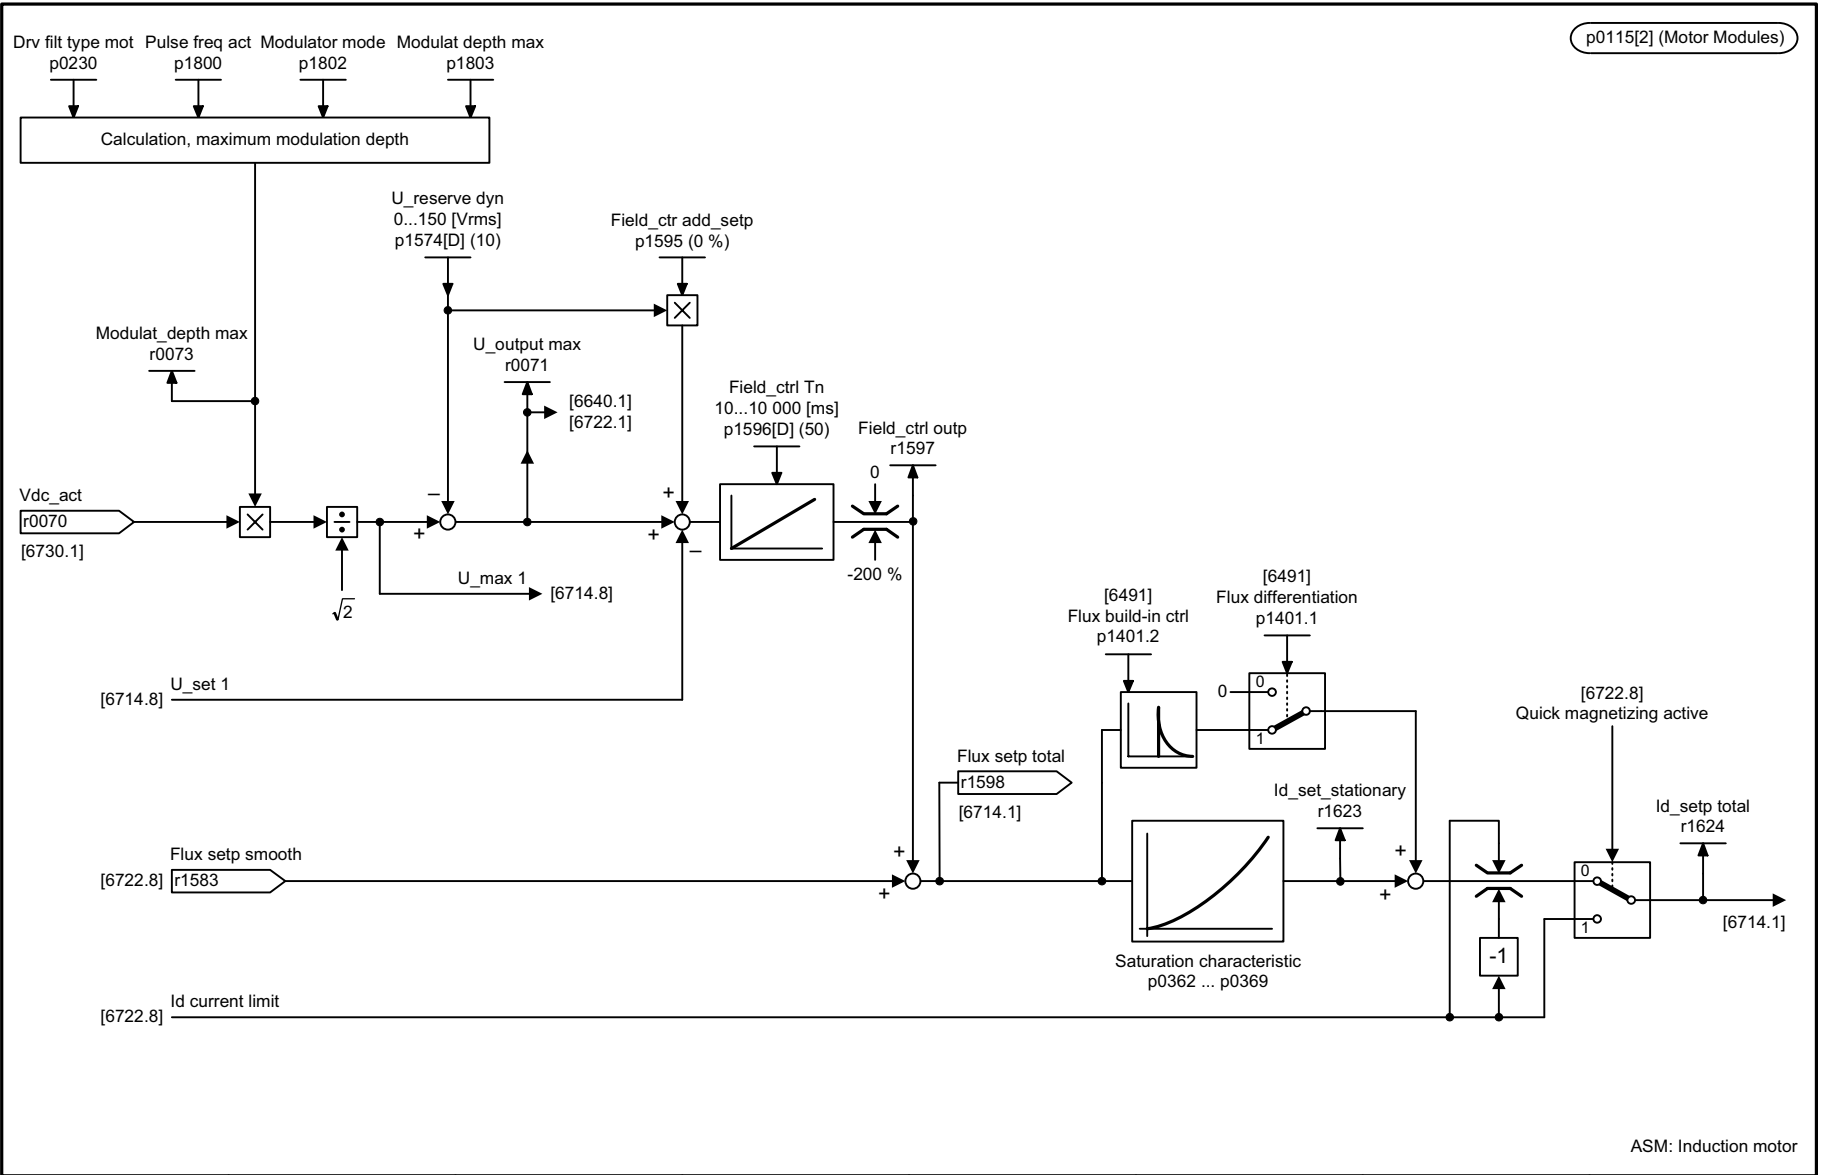 Drv filt type mot
p0230
Pulse freq act
p1800
Modulator mode
p1802
Modulat depth max
p1803
p0115[2] (Motor Modules)
Calculation, maximum modulation depth
U_reserve dyn
0...150 [Vrms]
p1574[D] (10)
Field_ctr add_setp
p1595 (0 %)
Modulat_depth max
r0073
U_output max
r0071
[6640.1]
[6722.1]
Field_ctrl Tn
10...10 000 [ms]
p1596[D] (50)
Field_ctrl outp
r1597
0
-200 %
Vdc_act
r0070
[6730.1]
–
+
+
+
–
√2
U_max 1
[6714.8]
[6714.8]
U_set 1
[6491]
Flux build-in ctrl
p1401.2
[6491]
Flux differentiation
p1401.1
0
0
1
[6722.8]
Quick magnetizing active
Flux setp total
r1598
[6714.1]
Id_set_stationary
r1623
Id_setp total
r1624
Flux setp smooth
[6722.8]
r1583
+
+
+
+
0
1
[6714.1]
-1
Saturation characteristic
p0362 ... p0369
Id current limit
[6722.8]
ASM: Induction motor